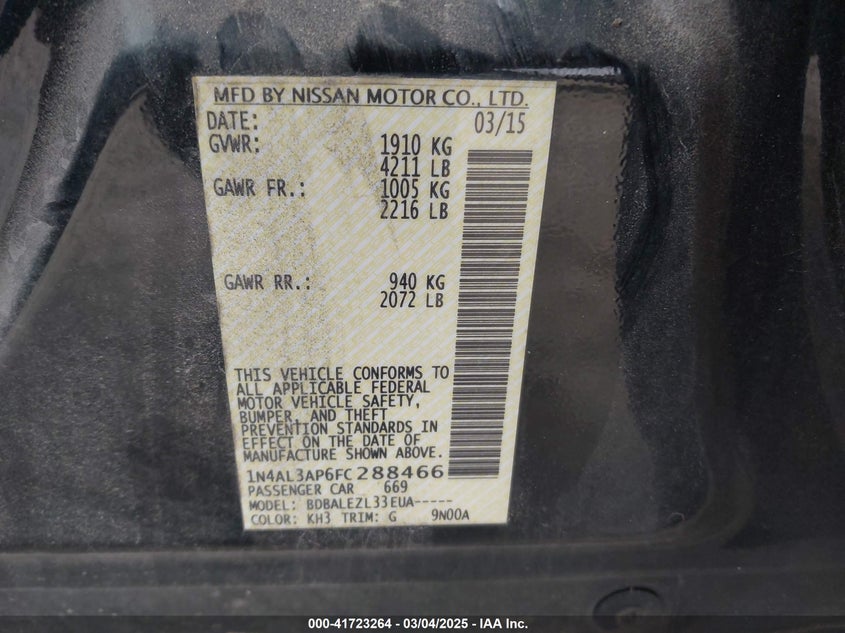 MFD BY NISSAN MOTOR CO., LTD.
DATE: 03/15
GVWR: 1910 KG
4211 LB
GAWR FR.: 1005 KG
2216 LB
GAWR RR.: 940 KG
2072 LB
THIS VEHICLE CONFORMS TO
ALL APPLICABLE FEDERAL
MOTOR VEHICLE SAFETY,
BUMPER, AND THEFT
PREVENTION STANDARDS IN
EFFECT ON THE DATE OF
MANUFACTURE SHOWN ABOVE.
1N4AL3AP6FC288466
PASSENGER CAR 669
MODEL: BDBALEZL33EUA-----
COLOR: KH3 TRIM: G 9N00A
000-41723264 - 03/04/2025 - IAA Inc.